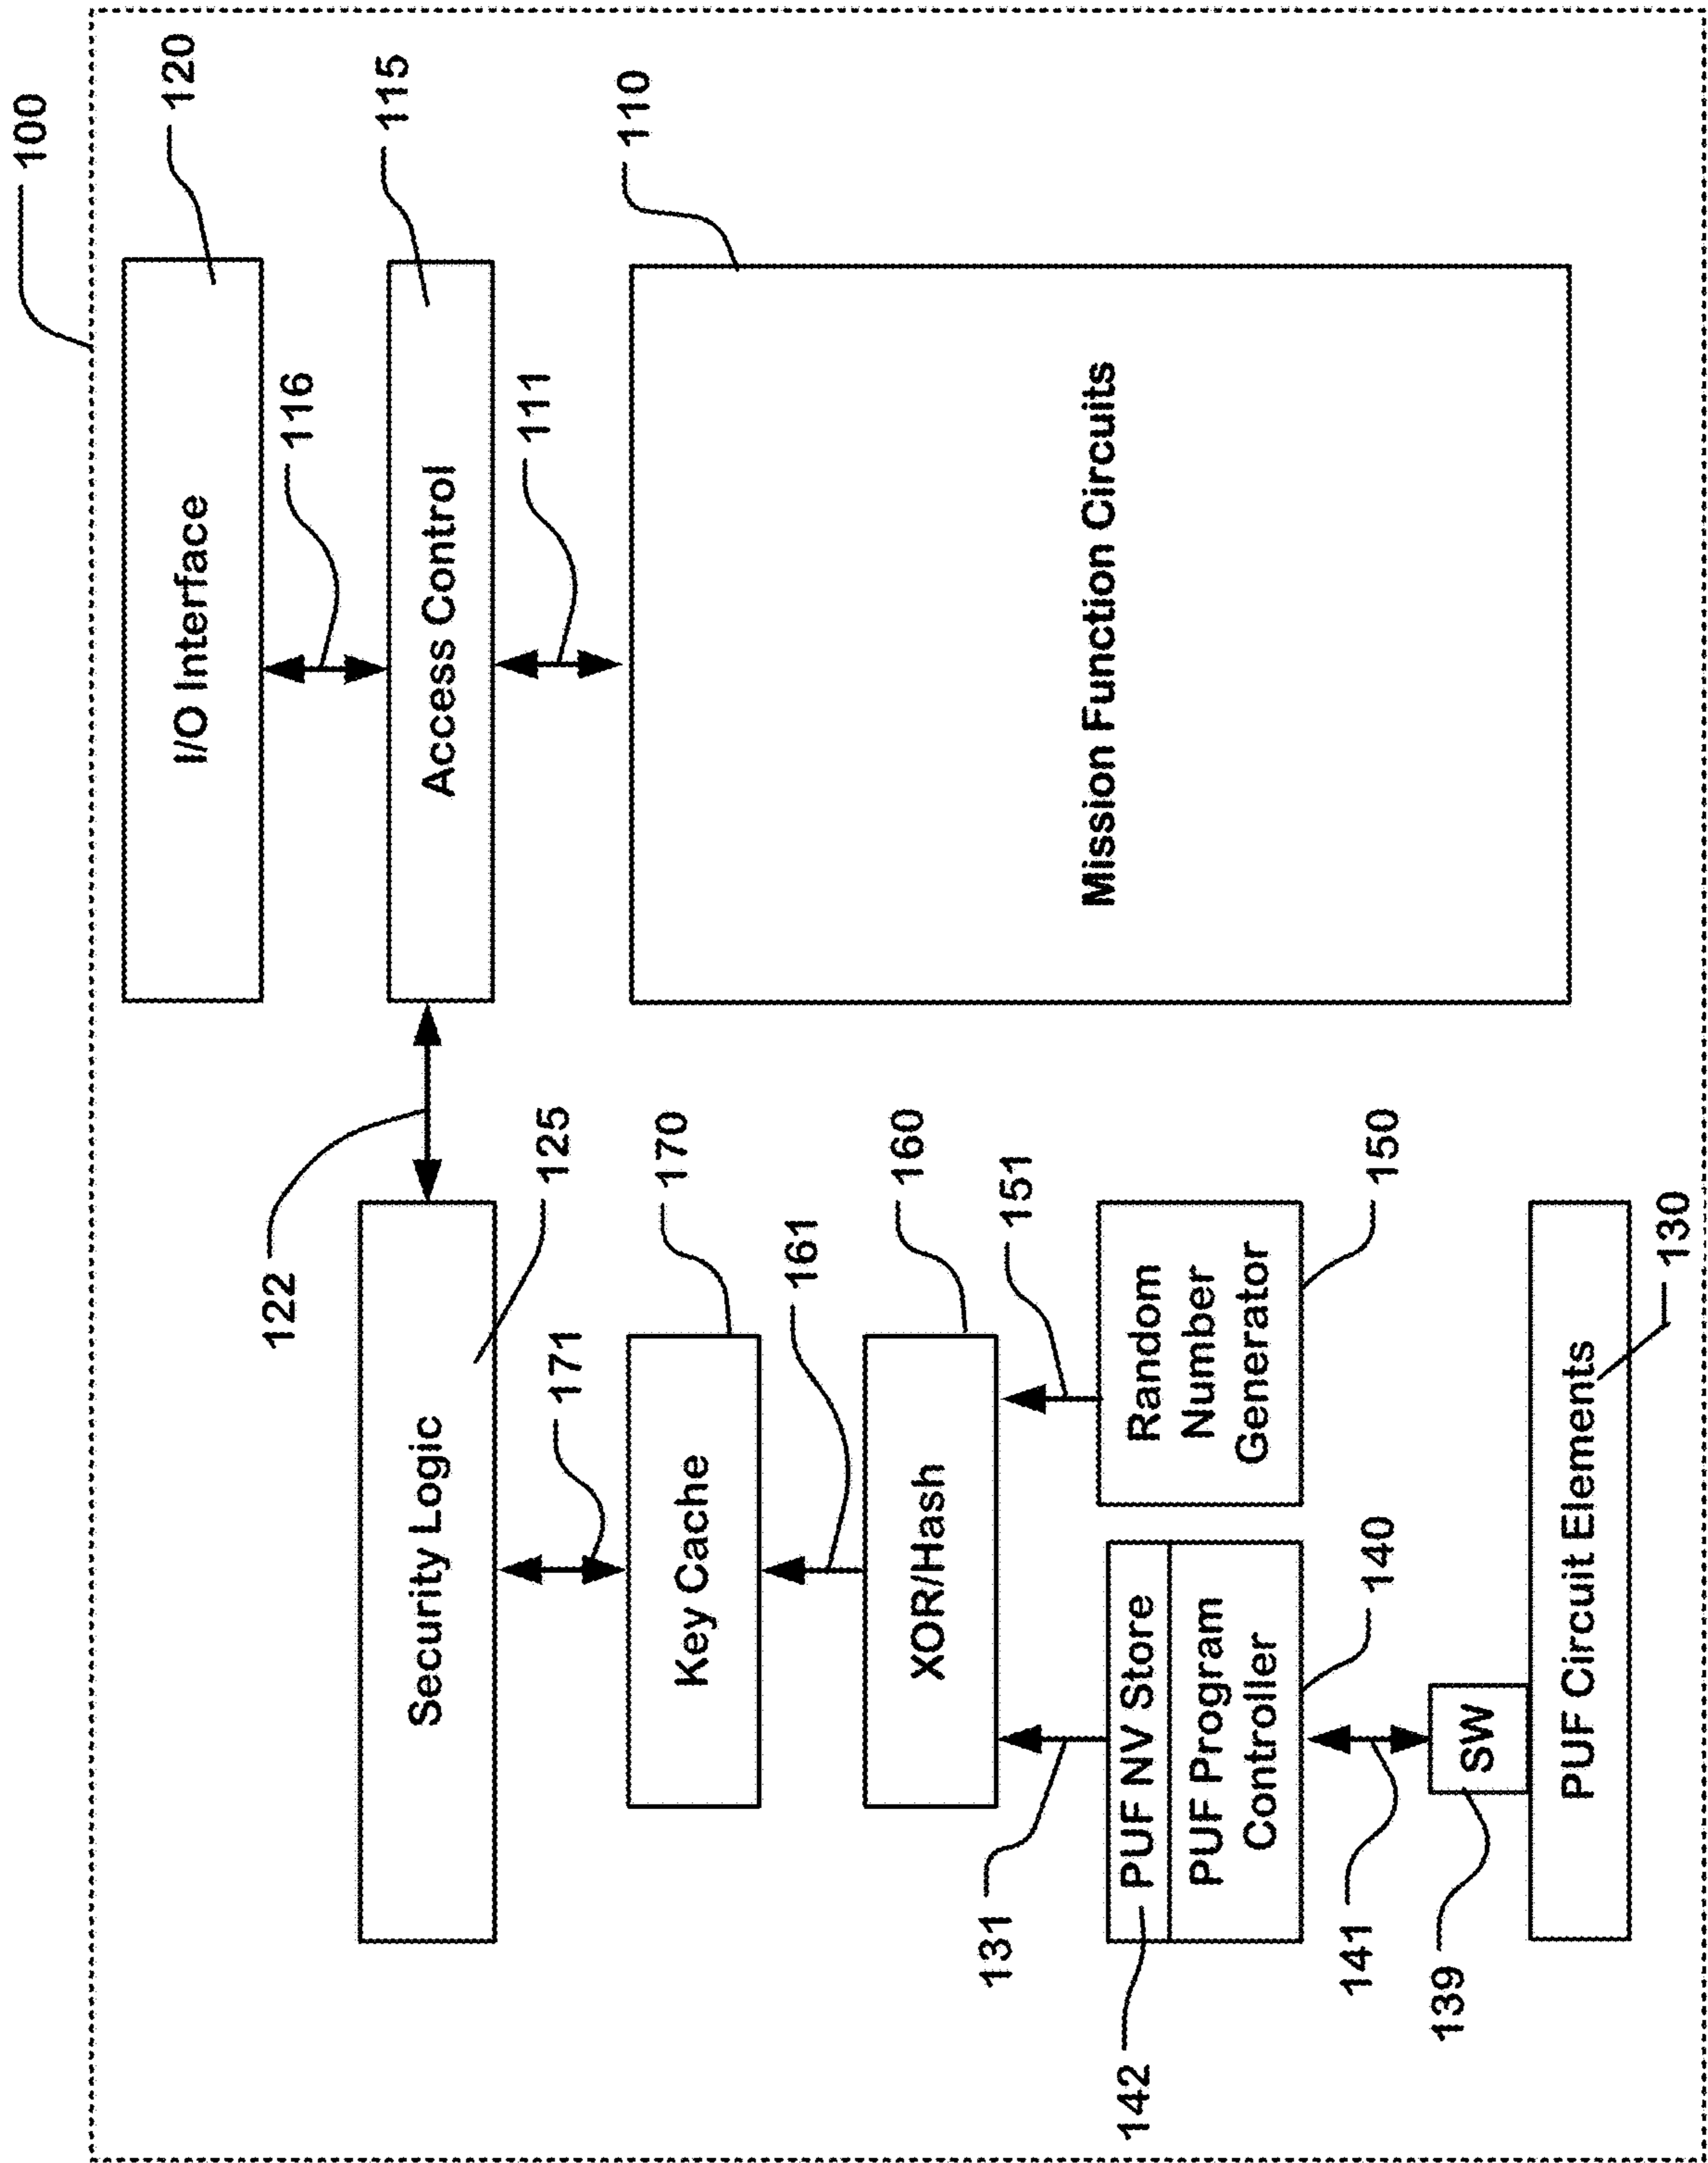 100
120
I/O Interface
116
115
Access Control
111
110
Mission Function Circuits
122
125
Security Logic
171
170
Key Cache
161
160
XOR/Hash
131
151
142
PUF NV Store
PUF Program
Controller
140
Random
Number
Generator
150
141
139
SW
PUF Circuit Elements
130